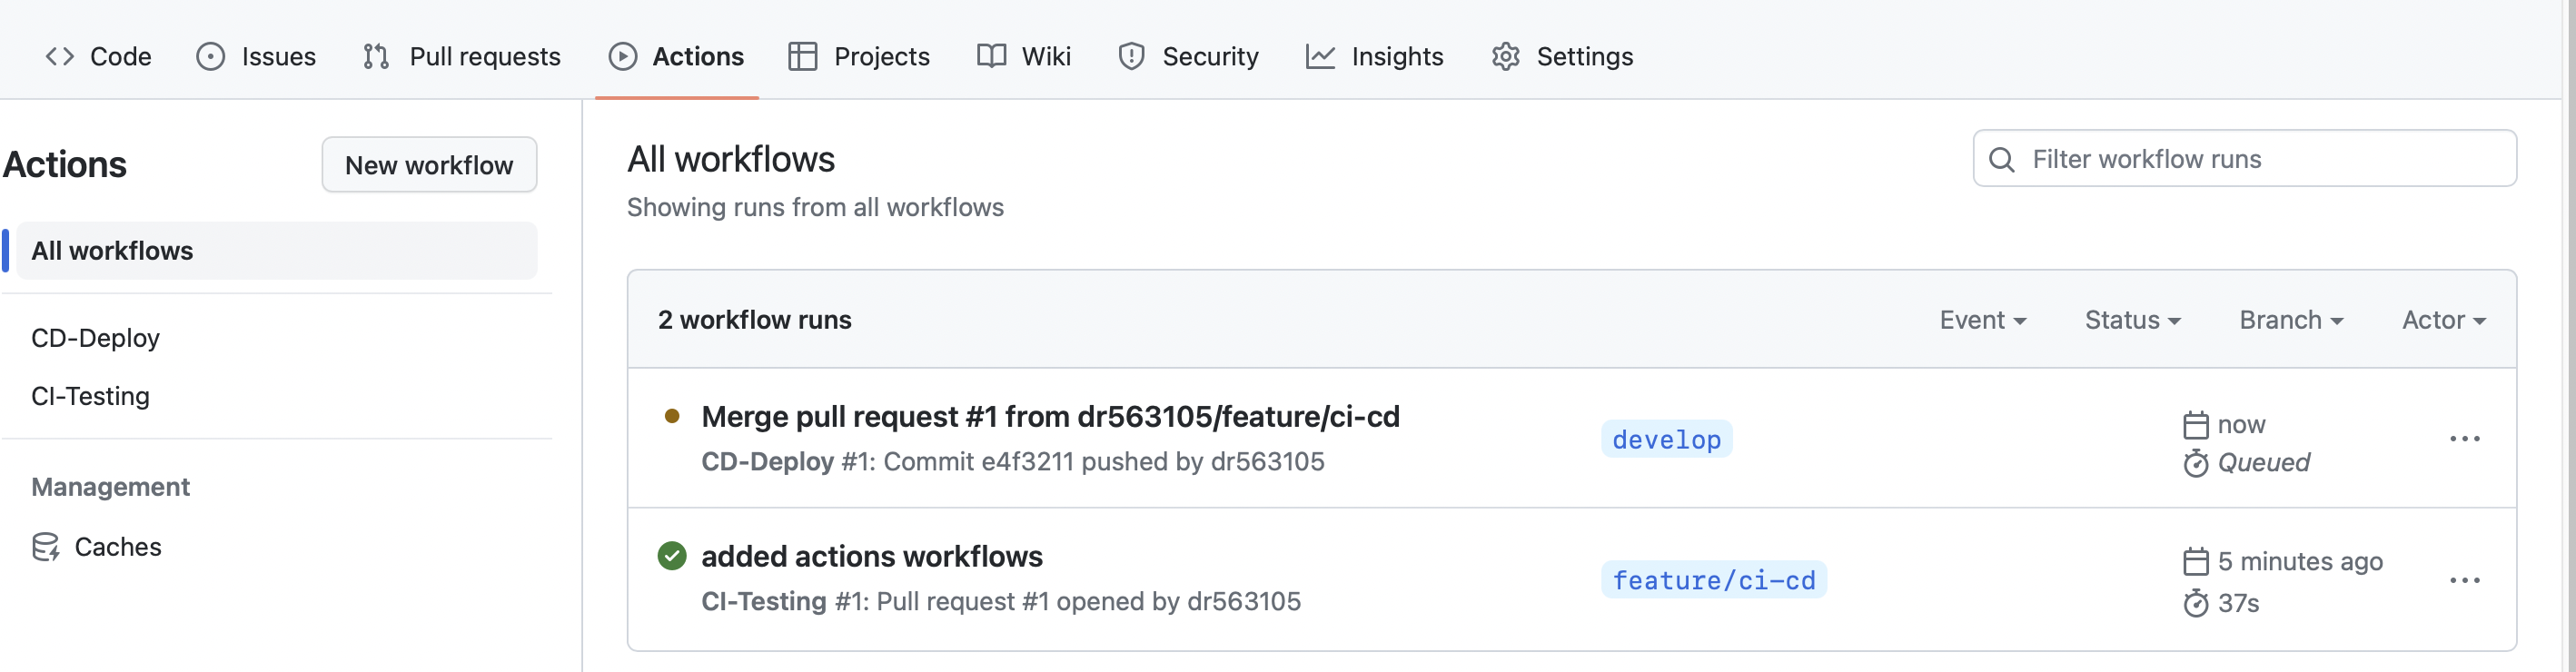 Code Issues Pull requests Actions Projects Wiki Security Insights Settings
Actions
New workflow
All workflows
CD-Deploy
CI-Testing
Management
Caches
All workflows
Showing runs from all workflows
Filter workflow runs
2 workflow runs
Event Status Branch Actor
Merge pull request #1 from dr563105/feature/ci-cd
CD-Deploy #1: Commit e4f3211 pushed by dr563105
develop
now
Queued
added actions workflows
CI-Testing #1: Pull request #1 opened by dr563105
feature/ci-cd
5 minutes ago
37s